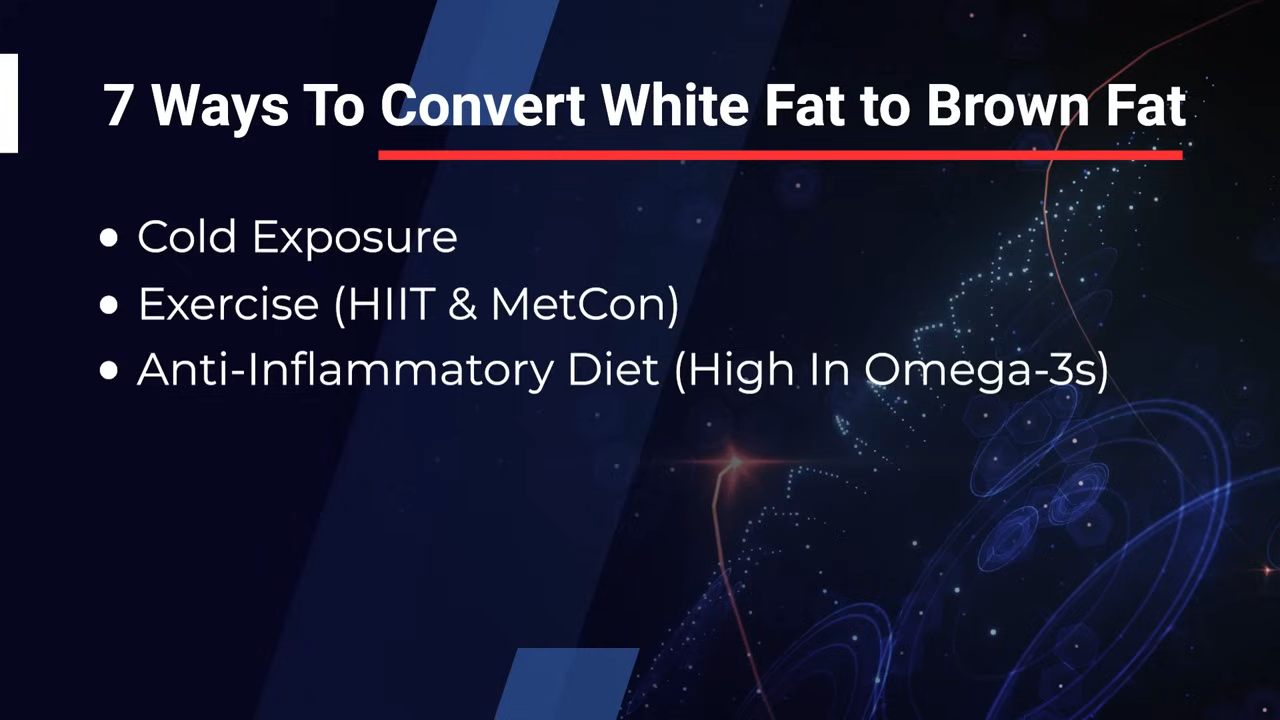 7 Ways To Convert White Fat to Brown Fat
• Cold Exposure
• Exercise (HIIT & MetCon)
• Anti-Inflammatory Diet (High In Omega-3s)